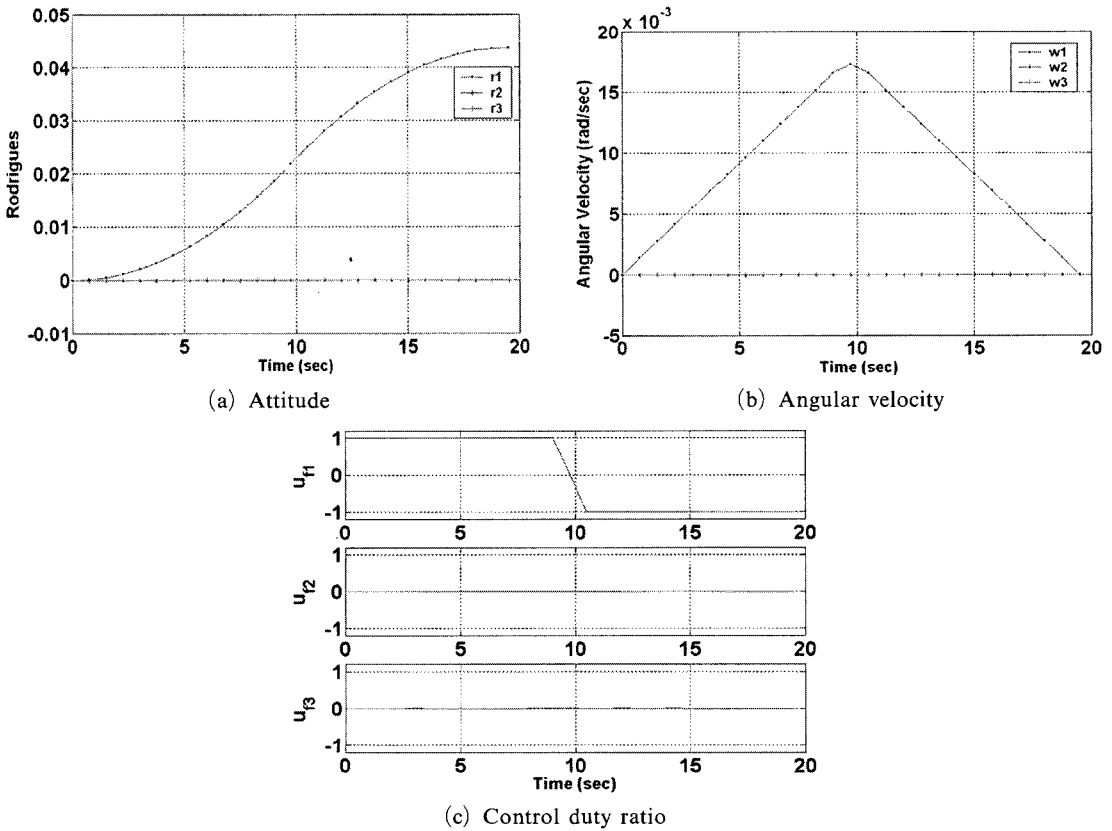 0.05
0.04
0.03
0.02
0.01
0
-0.01
Rodrigues
r1
r2
r3
0 5 10 15 20
Time (sec)
(a) Attitude
20 x 10⁻³
15
10
5
0
-5
Angular Velocity (rad/sec)
w1
w2
w3
0 5 10 15 20
Time (sec)
(b) Angular velocity
1
0
-1
uf1
0 5 10 15 20
1
0
-1
uf2
0 5 10 15 20
1
0
-1
uf3
0 5 10 15 20
Time (sec)
(c) Control duty ratio